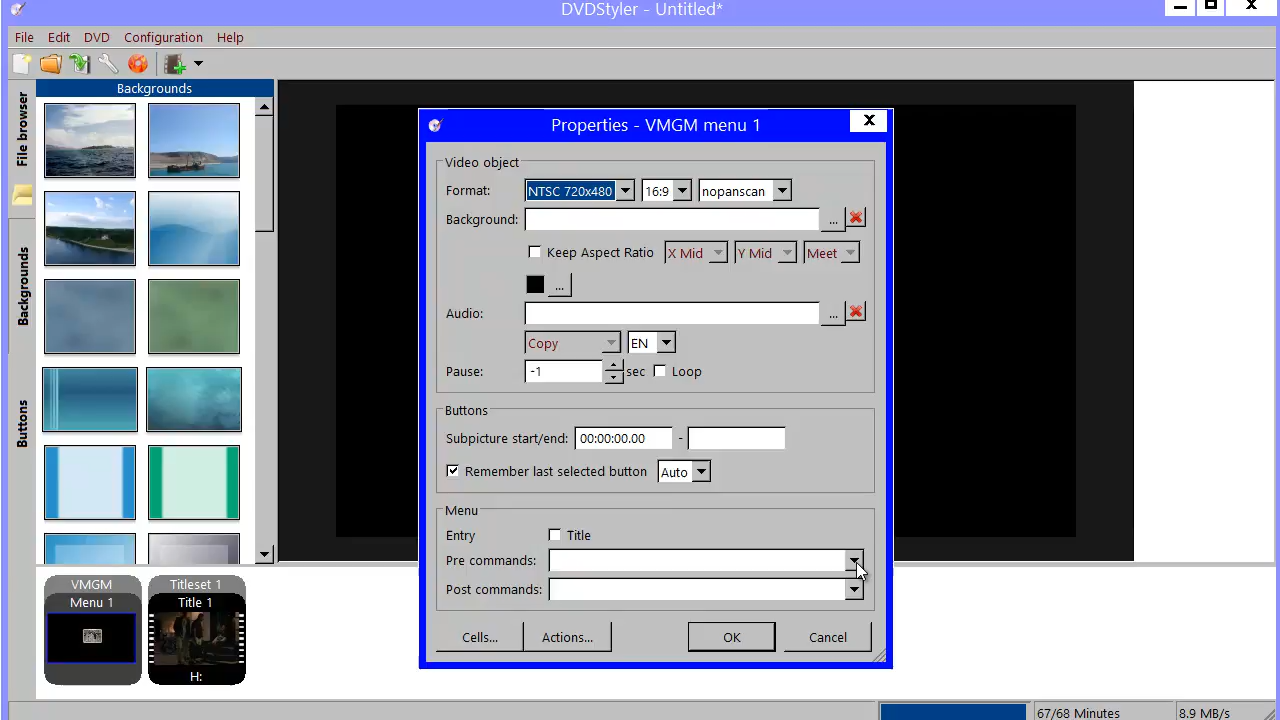 DVDStyler - Untitled*
File Edit DVD Configuration Help
File browser
Backgrounds
Buttons
Backgrounds
Properties - VMGM menu 1
Video object
Format: NTSC 720x480 16:9 nopanscan
Background: ...
Keep Aspect Ratio X Mid Y Mid Meet
...
Audio: ...
Copy EN
Pause: -1 sec Loop
Buttons
Subpicture start/end: 00:00:00.00 -
Remember last selected button Auto
Menu
Entry Title
Pre commands:
Post commands:
Cells... Actions... OK Cancel
VMGM
Menu 1
Titleset 1
Title 1
H:
67/68 Minutes 8.9 MB/s